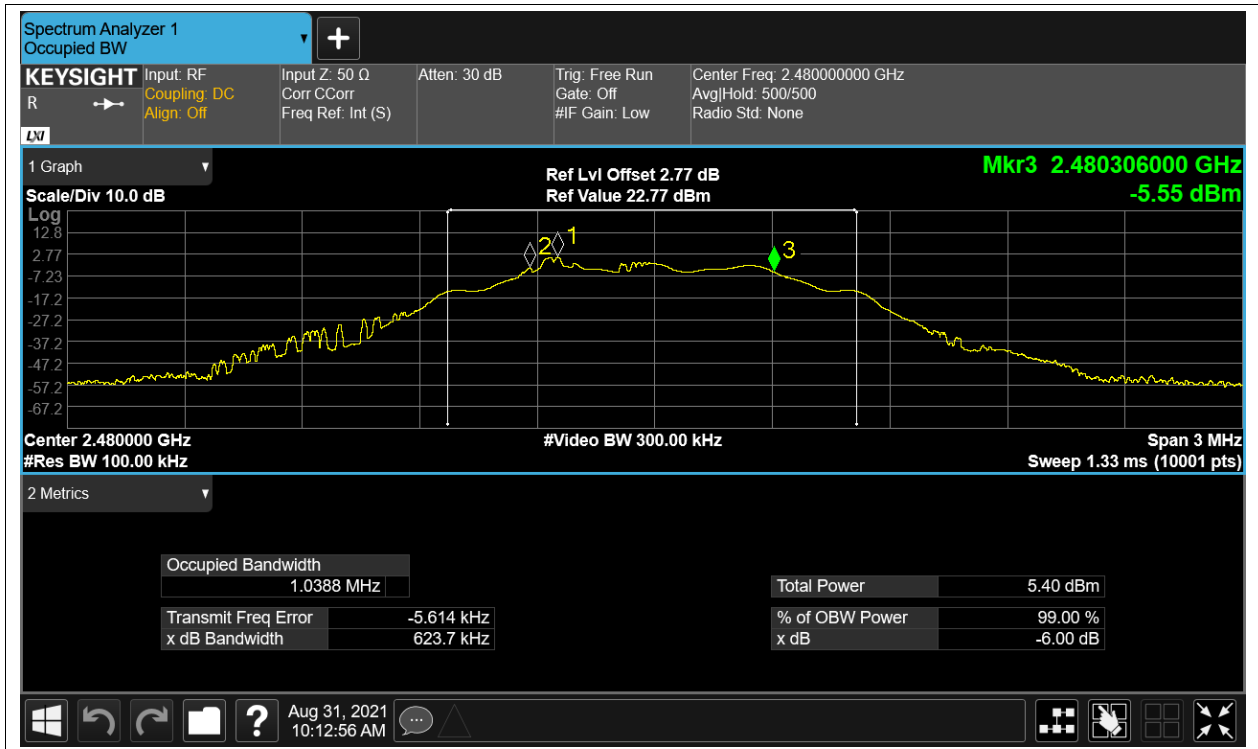 Spectrum Analyzer 1
Occupied BW
KEYSIGHT Input: RF Input Z: 50 Ω Atten: 30 dB Trig: Free Run Center Freq: 2.480000000 GHz
R Coupling: DC Corr CCorr Gate: Off Avg|Hold: 500/500
Align: Off Freq Ref: Int (S) #IF Gain: Low Radio Std: None
LXI
1 Graph Ref Lvl Offset 2.77 dB Mkr3 2.480306000 GHz
Scale/Div 10.0 dB Ref Value 22.77 dBm -5.55 dBm
Log
12.8
2.77
-7.23
-17.2
-27.2
-37.2
-47.2
-57.2
-67.2
2 1 3
Center 2.480000 GHz #Video BW 300.00 kHz Span 3 MHz
#Res BW 100.00 kHz Sweep 1.33 ms (10001 pts)
2 Metrics
Occupied Bandwidth
1.0388 MHz Total Power 5.40 dBm
Transmit Freq Error -5.614 kHz % of OBW Power 99.00 %
x dB Bandwidth 623.7 kHz x dB -6.00 dB
? Aug 31, 2021
10:12:56 AM